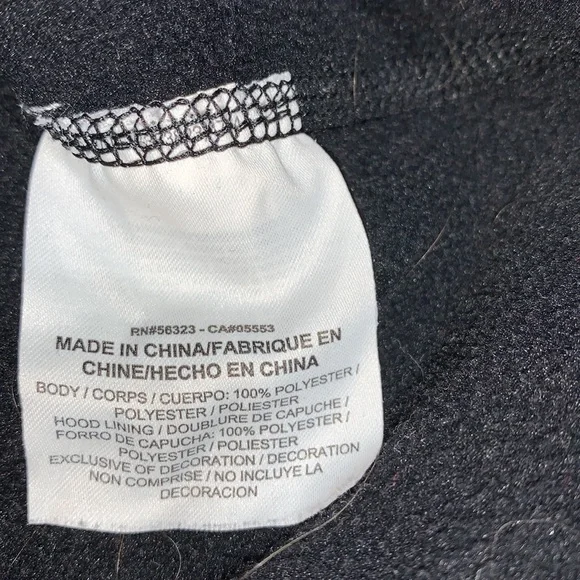 RN#56323 - CA#05553
MADE IN CHINA/FABRIQUE EN
CHINE/HECHO EN CHINA
BODY / CORPS / CUERPO: 100% POLYESTER /
POLYESTER / POLIESTER
HOOD LINING / DOUBLURE DE CAPUCHE /
FORRO DE CAPUCHA: 100% POLYESTER /
POLYESTER / POLIESTER
EXCLUSIVE OF DECORATION / DECORATION
NON COMPRISE / NO INCLUYE LA
DECORACION